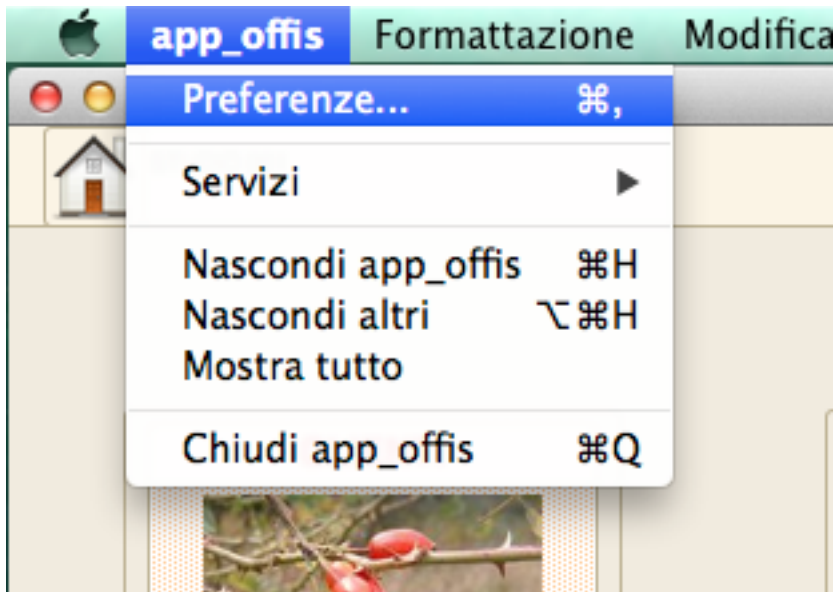 app_offis Formattazione Modifica
Preferenze... ⌘,
Servizi ▶
Nascondi app_offis ⌘H
Nascondi altri ⌥⌘H
Mostra tutto
Chiudi app_offis ⌘Q